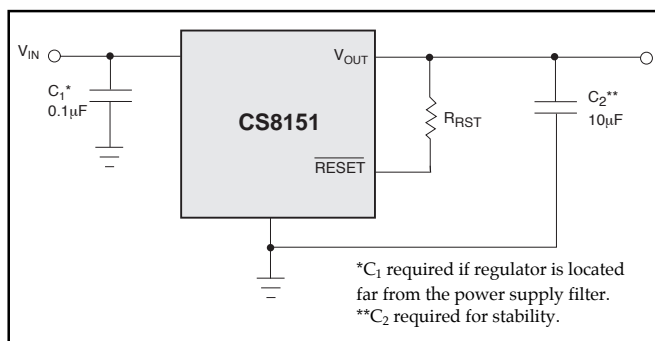 V_IN
C_1*
0.1μF
CS8151
V_OUT
RESET
R_RST
C_2**
10μF
*C_1 required if regulator is located
far from the power supply filter.
**C_2 required for stability.